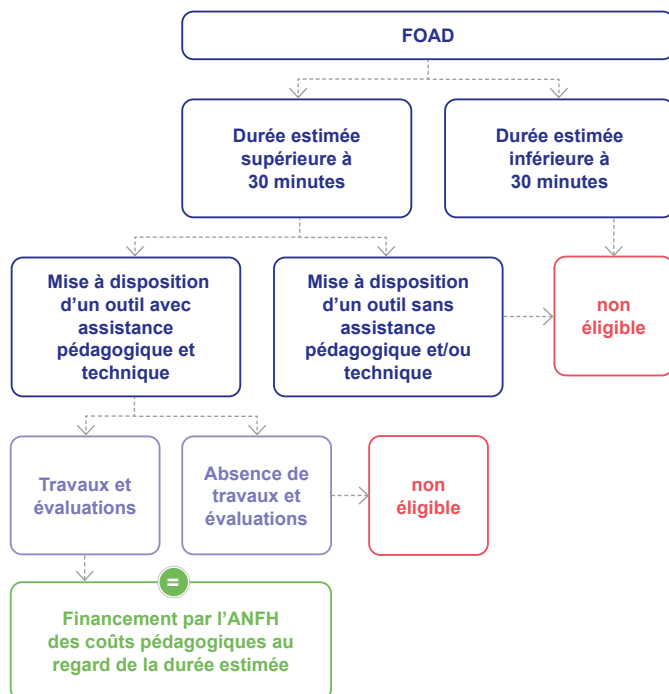 FOAD
Durée estimée
supérieure à
30 minutes
Durée estimée
inférieure à
30 minutes
Mise à disposition
d’un outil avec
assistance
pédagogique et
technique
Mise à disposition
d’un outil sans
assistance
pédagogique et/ou
technique
non
éligible
Travaux et
évaluations
Absence de
travaux et
évaluations
non
éligible
=
Financement par l’ANFH
des coûts pédagogiques au
regard de la durée estimée